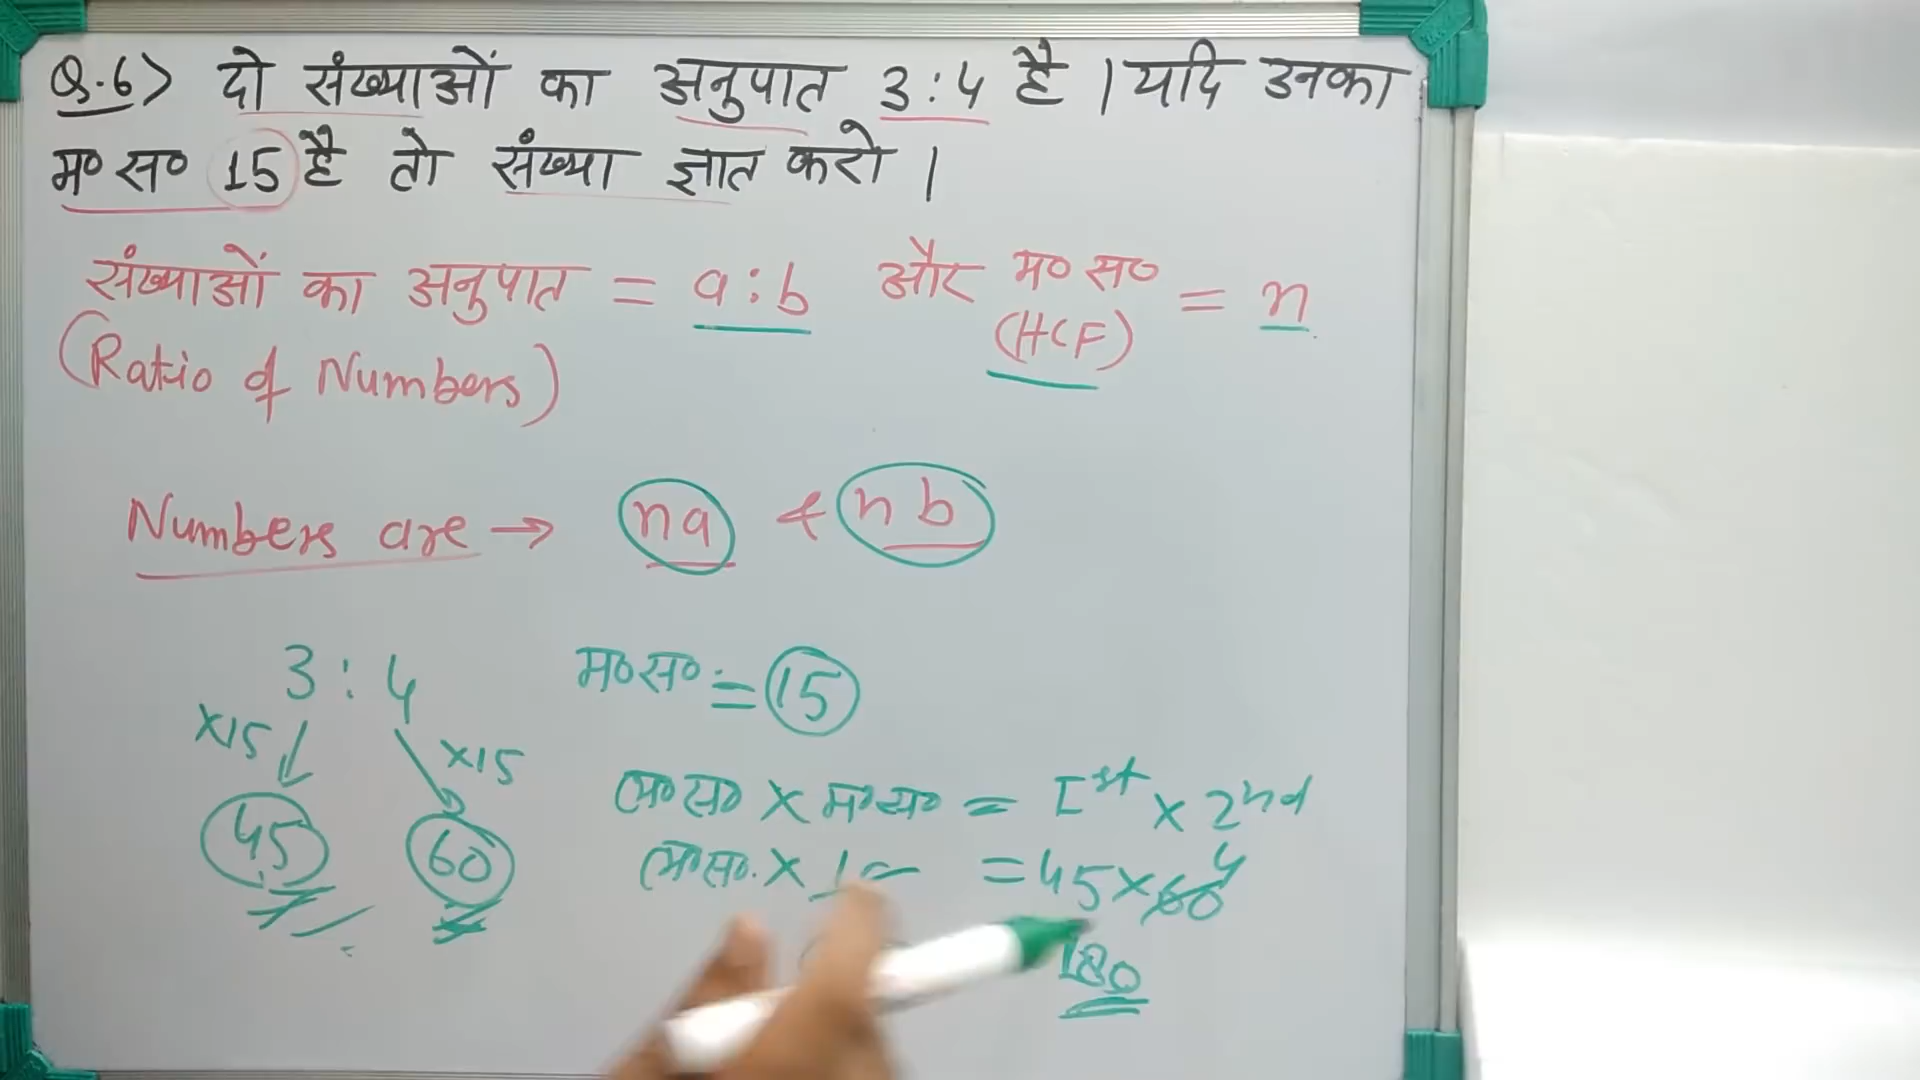 Q.6> दो संख्याओं का अनुपात 3:4 है । यदि उनका
म० स० 15 है तो संख्या ज्ञात करो ।
संख्याओं का अनुपात = a:b और म० स० = n
(Ratio of Numbers) (HCF)
Numbers are → na & nb
3 : 4 म०स० = 15
×15 ×15
ल०स० × म०स० = Ist × 2nd
45 60 ल०स० × = 45×60 4
180